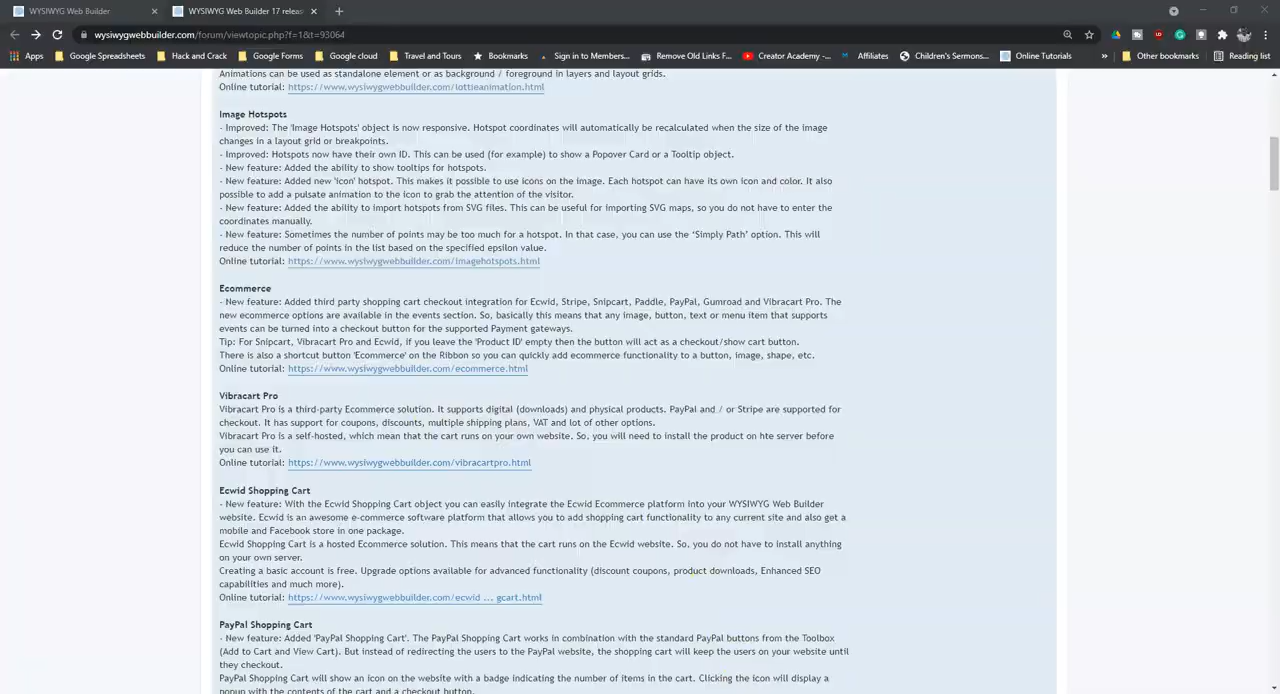 WYSIWYG Web Builder
WYSIWYG Web Builder 17 releas
wysiwygwebbuilder.com/forum/viewtopic.php?f=1&t=93064
Apps
Google Spreadsheets
Hack and Crack
Google Forms
Google cloud
Travel and Tours
Bookmarks
Sign in to Members...
Remove Old Links F...
Creator Academy -...
Affiliates
Children's Sermons...
Online Tutorials
»
Other bookmarks
Reading list
Animations can be used as standalone element or as background / foreground in layers and layout grids.
Online tutorial: https://www.wysiwygwebbuilder.com/lottieanimation.html
Image Hotspots
- Improved: The 'Image Hotspots' object is now responsive. Hotspot coordinates will automatically be recalculated when the size of the image
changes in a layout grid or breakpoints.
- Improved: Hotspots now have their own ID. This can be used (for example) to show a Popover Card or a Tooltip object.
- New feature: Added the ability to show tooltips for hotspots.
- New feature: Added new 'icon' hotspot. This makes it possible to use icons on the image. Each hotspot can have its own icon and color. It also
possible to add a pulsate animation to the icon to grab the attention of the visitor.
- New feature: Added the ability to import hotspots from SVG files. This can be useful for importing SVG maps, so you do not have to enter the
coordinates manually.
- New feature: Sometimes the number of points may be too much for a hotspot. In that case, you can use the ‘Simply Path’ option. This will
reduce the number of points in the list based on the specified epsilon value.
Online tutorial: https://www.wysiwygwebbuilder.com/imagehotspots.html
Ecommerce
- New feature: Added third party shopping cart checkout integration for Ecwid, Stripe, Snipcart, Paddle, PayPal, Gumroad and Vibracart Pro. The
new ecommerce options are available in the events section. So, basically this means that any image, button, text or menu item that supports
events can be turned into a checkout button for the supported Payment gateways.
Tip: For Snipcart, Vibracart Pro and Ecwid, if you leave the 'Product ID' empty then the button will act as a checkout/show cart button.
There is also a shortcut button 'Ecommerce' on the Ribbon so you can quickly add ecommerce functionality to a button, image, shape, etc.
Online tutorial: https://www.wysiwygwebbuilder.com/ecommerce.html
Vibracart Pro
Vibracart Pro is a third-party Ecommerce solution. It supports digital (downloads) and physical products. PayPal and / or Stripe are supported for
checkout. It has support for coupons, discounts, multiple shipping plans, VAT and lot of other options.
Vibracart Pro is a self-hosted, which mean that the cart runs on your own website. So, you will need to install the product on hte server before
you can use it.
Online tutorial: https://www.wysiwygwebbuilder.com/vibracartpro.html
Ecwid Shopping Cart
- New feature: With the Ecwid Shopping Cart object you can easily integrate the Ecwid Ecommerce platform into your WYSIWYG Web Builder
website. Ecwid is an awesome e-commerce software platform that allows you to add shopping cart functionality to any current site and also get a
mobile and Facebook store in one package.
Ecwid Shopping Cart is a hosted Ecommerce solution. This means that the cart runs on the Ecwid website. So, you do not have to install anything
on your own server.
Creating a basic account is free. Upgrade options available for advanced functionality (discount coupons, product downloads, Enhanced SEO
capabilities and much more).
Online tutorial: https://www.wysiwygwebbuilder.com/ecwid ... gcart.html
PayPal Shopping Cart
- New feature: Added 'PayPal Shopping Cart'. The PayPal Shopping Cart works in combination with the standard PayPal buttons from the Toolbox
(Add to Cart and View Cart). But instead of redirecting the users to the PayPal website, the shopping cart will keep the users on your website until
they checkout.
PayPal Shopping Cart will show an icon on the website with a badge indicating the number of items in the cart. Clicking the icon will display a
popup with the contents of the cart and a checkout button.